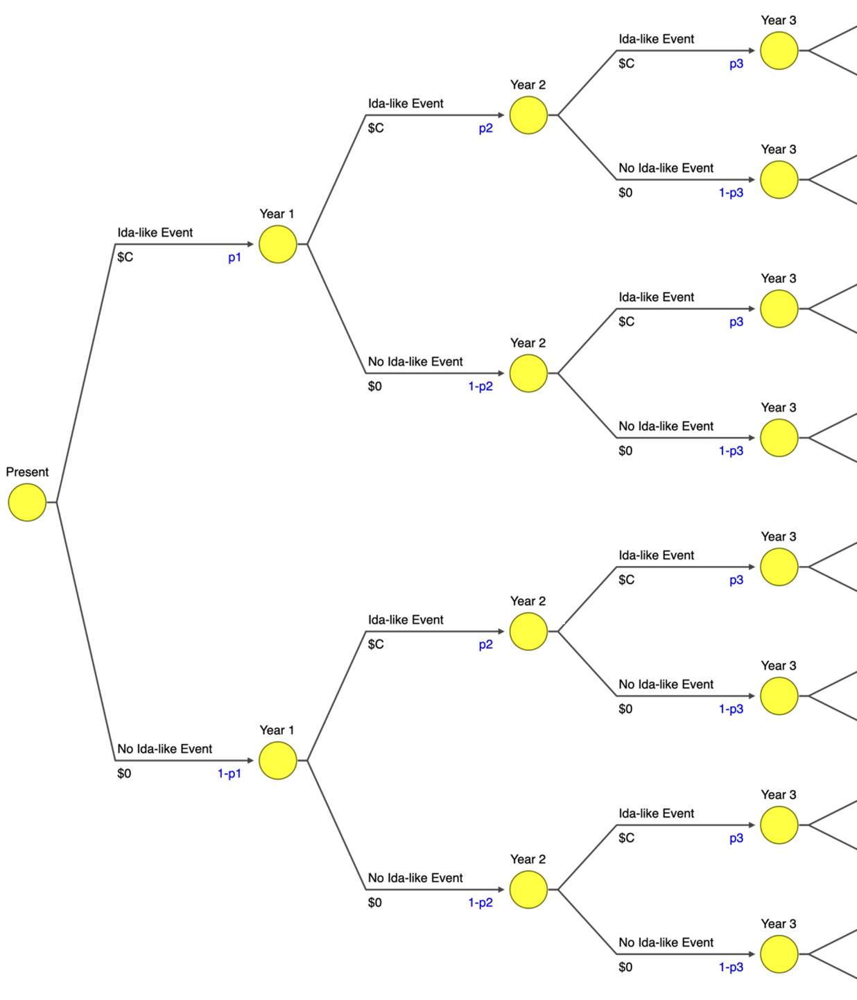 Year 3
Ida-like Event
$C p3
Year 2
Ida-like Event
$C p2
Year 3
No Ida-like Event
$0 1-p3
Year 1
Ida-like Event
$C p1
Year 3
Ida-like Event
$C p3
Year 2
No Ida-like Event
$0 1-p2
Year 3
No Ida-like Event
$0 1-p3
Present
Year 3
Ida-like Event
$C p3
Year 2
Ida-like Event
$C p2
Year 3
No Ida-like Event
$0 1-p3
Year 1
No Ida-like Event
$0 1-p1
Year 3
Ida-like Event
$C p3
Year 2
No Ida-like Event
$0 1-p2
Year 3
No Ida-like Event
$0 1-p3